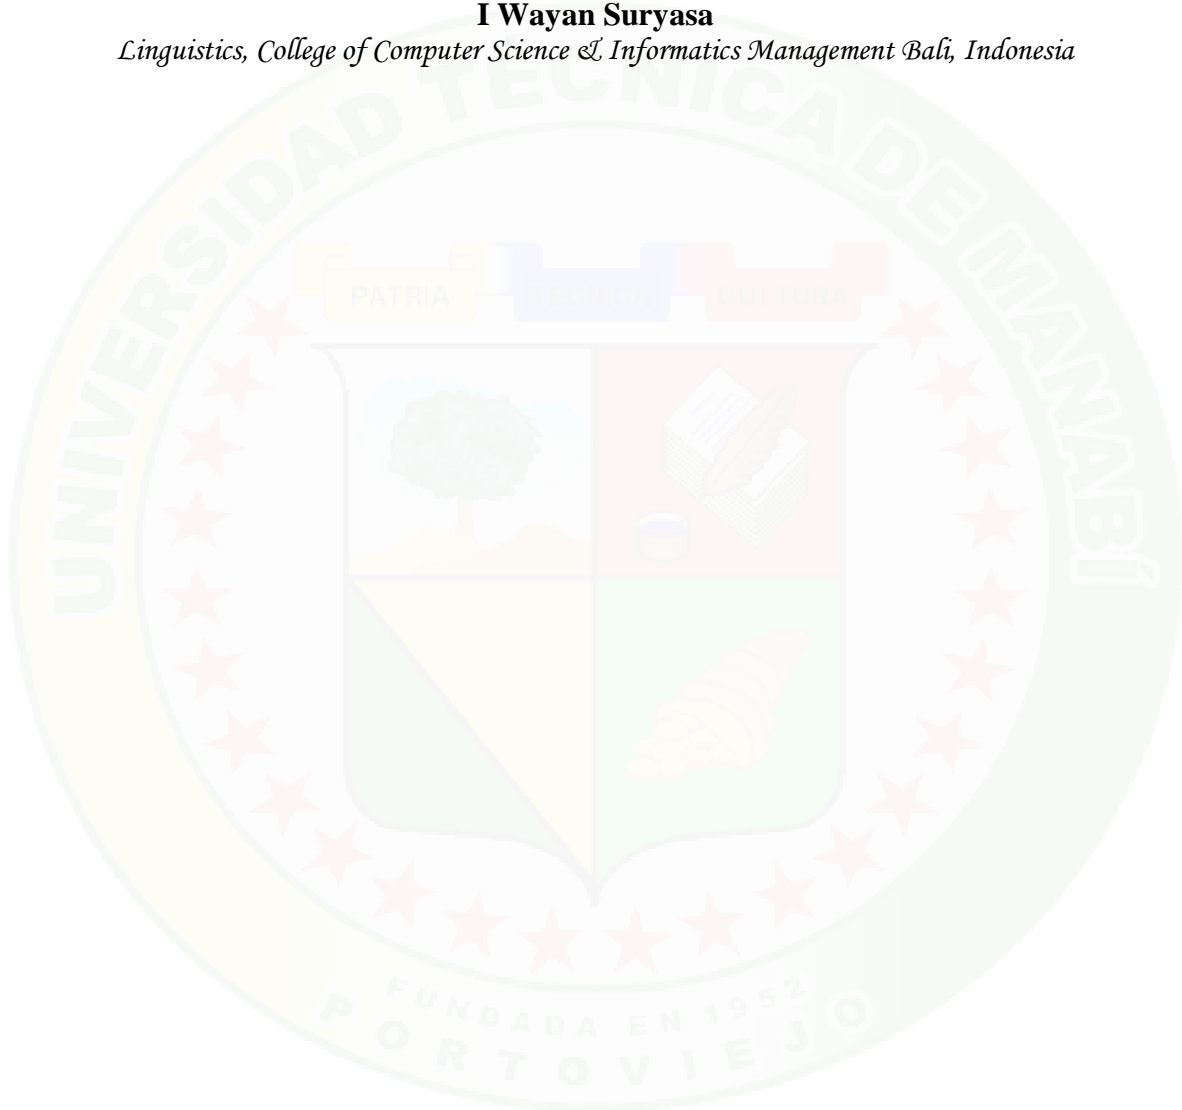 I Wayan Suryasa
Linguistics, College of Computer Science & Informatics Management Bali, Indonesia
UNIVERSIDAD TÉCNICA DE MANABÍ
PATRIA TECNICA CULTURA
FUNDADA EN 1952
PORTOVIEJO